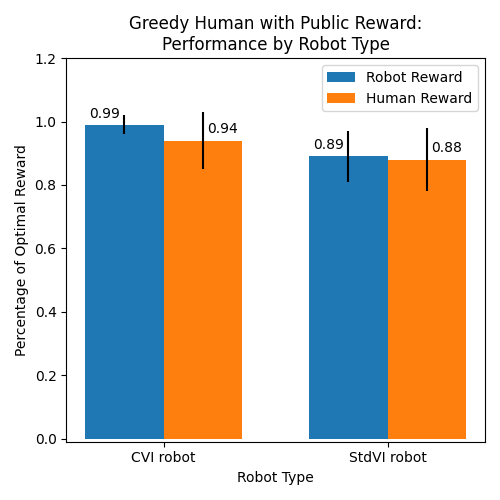 Greedy Human with Public Reward:
Performance by Robot Type
Robot Reward
Human Reward
Percentage of Optimal Reward
1.2
1.0
0.8
0.6
0.4
0.2
0.0
0.99
0.94
0.89
0.88
CVI robot
StdVI robot
Robot Type